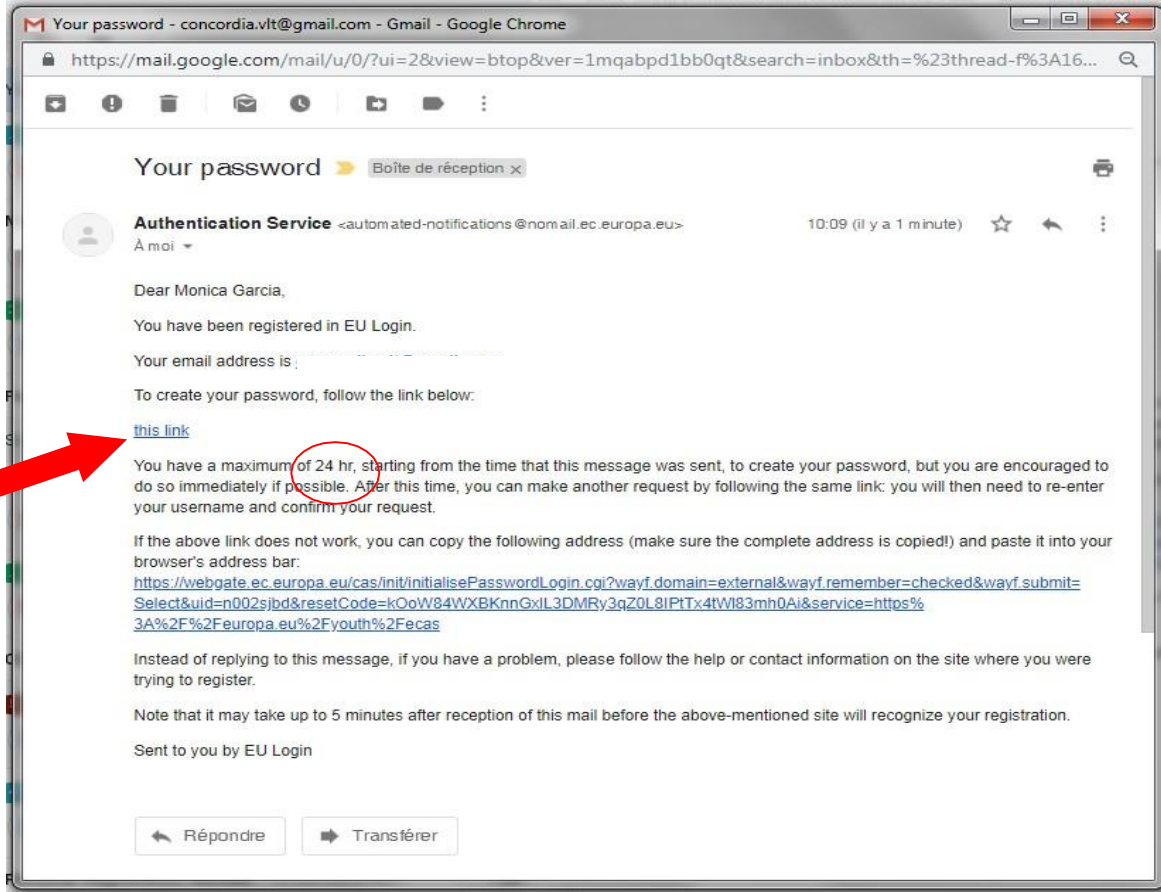 Your password - concordia.vlt@gmail.com - Gmail - Google Chrome
https://mail.google.com/mail/u/0/?ui=2&view=btop&ver=1mqabpd1bb0qt&search=inbox&th=%23thread-f%3A16...
Your password Boîte de réception x
Authentication Service <automated-notifications@nomail.ec.europa.eu> 10:09 (il y a 1 minute)
À moi
Dear Monica Garcia,
You have been registered in EU Login.
Your email address is
To create your password, follow the link below:
this link
You have a maximum of 24 hr, starting from the time that this message was sent, to create your password, but you are encouraged to
do so immediately if possible. After this time, you can make another request by following the same link: you will then need to re-enter
your username and confirm your request.
If the above link does not work, you can copy the following address (make sure the complete address is copied!) and paste it into your
browser's address bar:
https://webgate.ec.europa.eu/cas/init/initialisePasswordLogin.cgi?wayf.domain=external&wayf.remember=checked&wayf.submit=
Select&uid=n002sjbd&resetCode=kOoW84WXBKnnGxlL3DMRy3qZ0L8IPtTx4tWl83mh0Ai&service=https%
3A%2F%2Feuropa.eu%2Fyouth%2Fecas
Instead of replying to this message, if you have a problem, please follow the help or contact information on the site where you were
trying to register.
Note that it may take up to 5 minutes after reception of this mail before the above-mentioned site will recognize your registration.
Sent to you by EU Login
Répondre Transférer